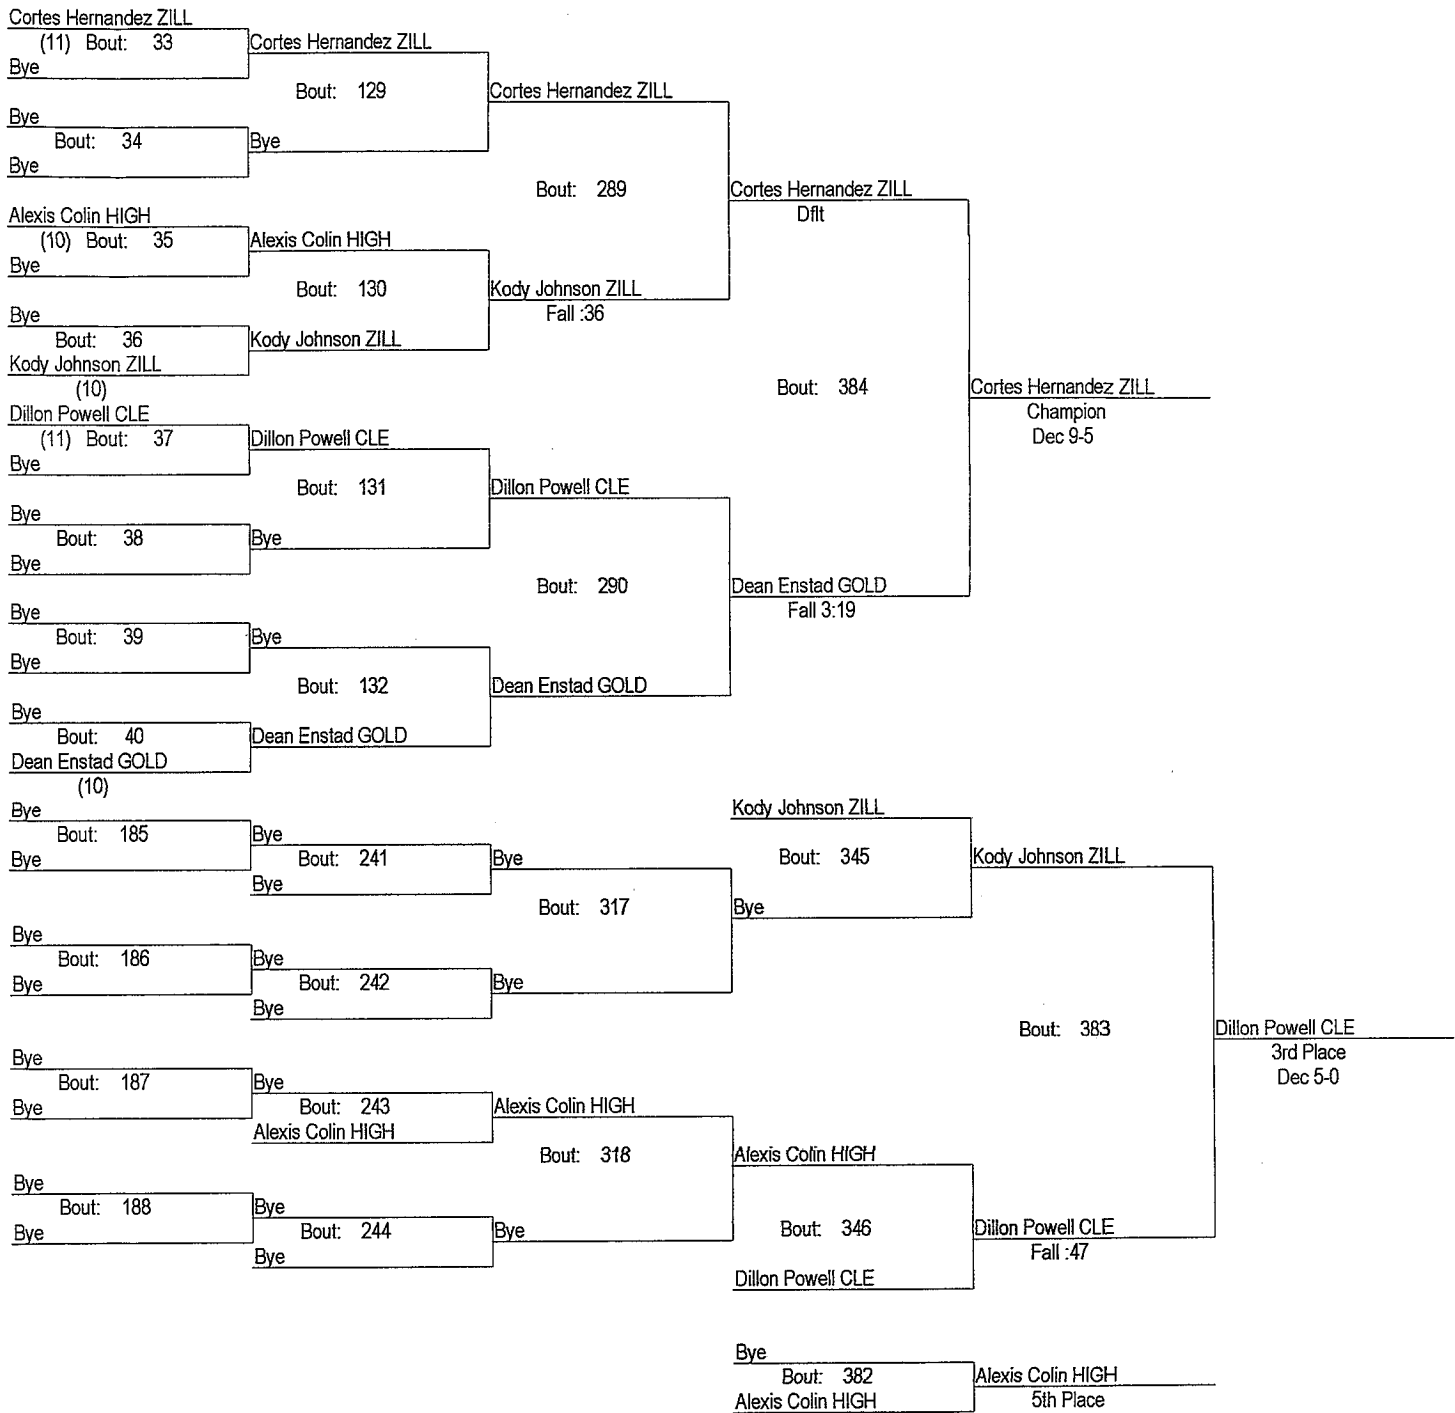 Cortes Hernandez ZILL
(11) Bout: 33
Bye
Cortes Hernandez ZILL
Bout: 129
Bye
Bout: 34
Bye
Bye
Cortes Hernandez ZILL
Bout: 289
Alexis Colin HIGH
(10) Bout: 35
Bye
Alexis Colin HIGH
Bout: 130
Bye
Bout: 36
Kody Johnson ZILL
(10)
Kody Johnson ZILL
Kody Johnson ZILL
Fall :36
Cortes Hernandez ZILL
Dflt
Bout: 384
Dillon Powell CLE
(11) Bout: 37
Bye
Dillon Powell CLE
Bout: 131
Bye
Bout: 38
Bye
Bye
Dillon Powell CLE
Bout: 290
Bye
Bout: 39
Bye
Bye
Bout: 132
Bye
Bout: 40
Dean Enstad GOLD
(10)
Dean Enstad GOLD
Dean Enstad GOLD
Dean Enstad GOLD
Fall 3:19
Cortes Hernandez ZILL
Champion
Dec 9-5
Bye
Bout: 185
Bye
Bye
Bout: 241
Bye
Bye
Bout: 317
Bye
Bout: 186
Bye
Bye
Bout: 242
Bye
Bye
Kody Johnson ZILL
Bout: 345
Bye
Kody Johnson ZILL
Bout: 383
Bye
Bout: 187
Bye
Bye
Bout: 243
Alexis Colin HIGH
Alexis Colin HIGH
Bout: 318
Bye
Bout: 188
Bye
Bye
Bout: 244
Bye
Bye
Alexis Colin HIGH
Bout: 346
Dillon Powell CLE
Dillon Powell CLE
Fall :47
Dillon Powell CLE
3rd Place
Dec 5-0
Bye
Bout: 382
Alexis Colin HIGH
Alexis Colin HIGH
5th Place